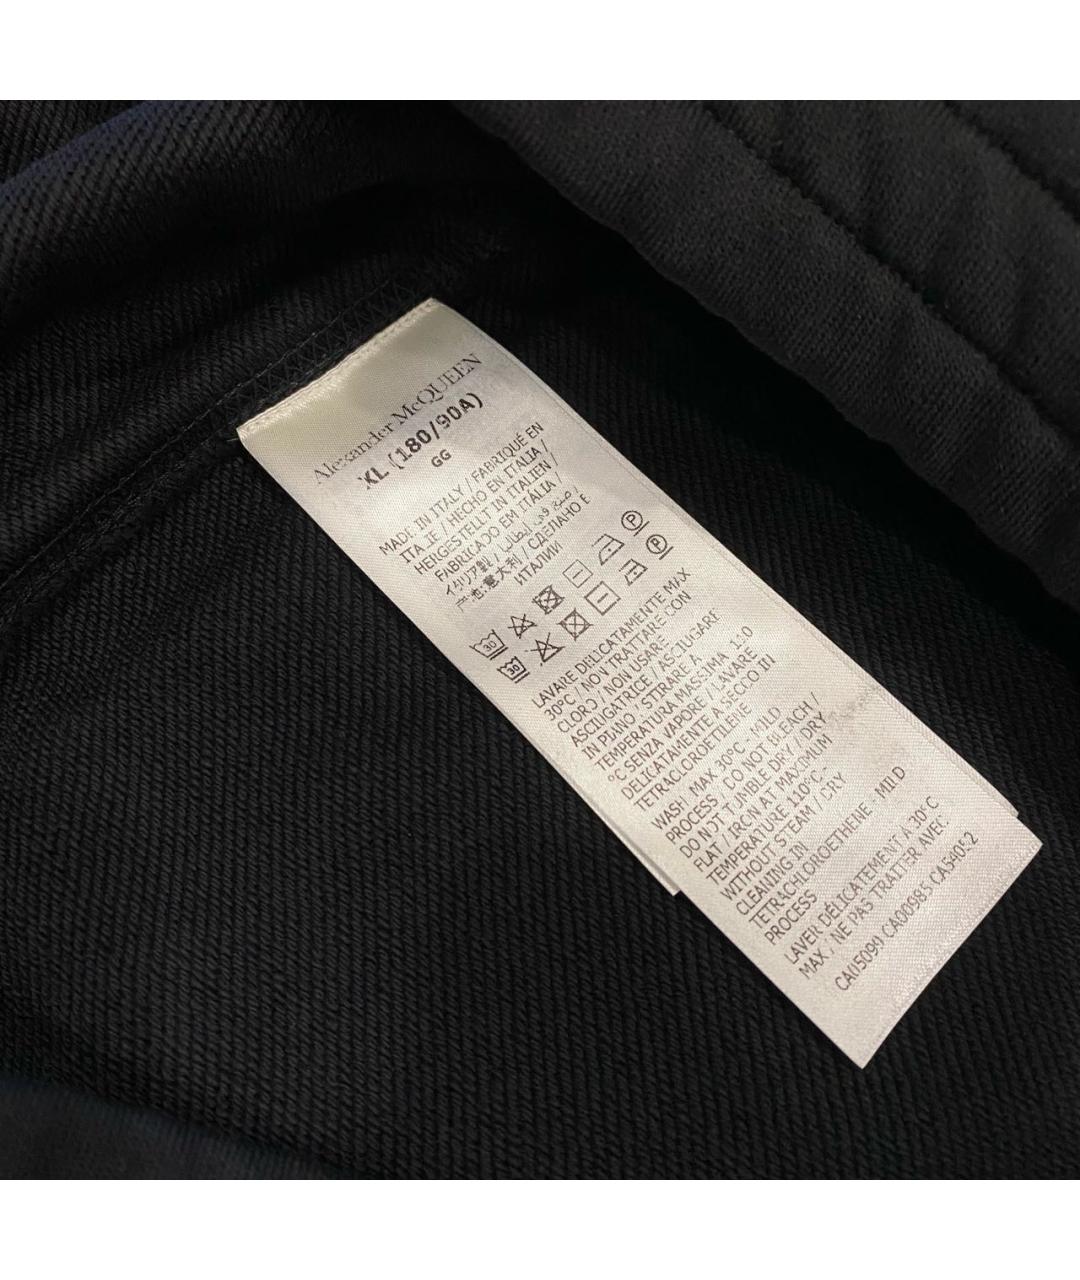 Alexander McQUEEN
XL (180/90A)
GG
MADE IN ITALY / FABRIQUÉ EN
ITALIE / HECHO EN ITALIA /
HERGESTELLT IN ITALIEN /
FABRICADO EM ITÁLIA /
イタリア製 / صنع في إيطاليا /
产地:意大利 / СДЕЛАНО В
ИТАЛИИ
30
P
30
P
LAVARE DELICATAMENTE MAX
30°C / NON TRATTARE CON
CLORO / NON USARE
ASCIUGATRICE / ASCIUGARE
IN PIANO / STIRARE A
TEMPERATURA MASSIMA 110
°C SENZA VAPORE / LAVARE
DELICATAMENTE A SECCO IN
TETRACLOROETILENE
WASH MAX 30°C - MILD
PROCESS / DO NOT BLEACH /
DO NOT TUMBLE DRY / DRY
FLAT / IRON AT MAXIMUM
TEMPERATURE 110°C -
WITHOUT STEAM / DRY
CLEANING IN
TETRACHLOROETHENE - MILD
PROCESS
LAVER DÉLICATEMENT À 30°C
MAX / NE PAS TRAITER AVEC
CA05099 CA00985 CA54052